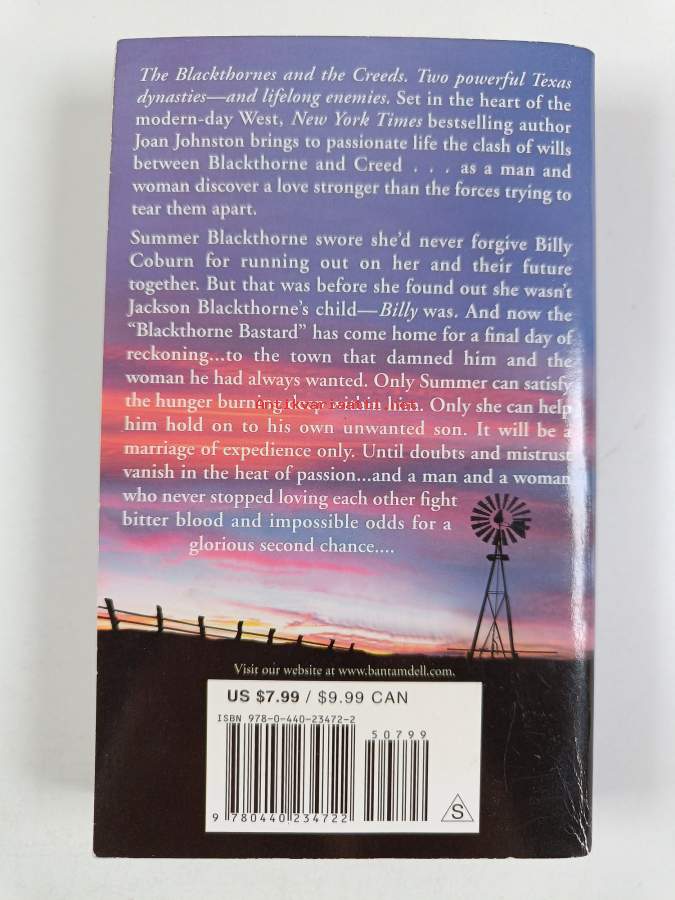 The Blackthornes and the Creeds. Two powerful Texas
dynasties—and lifelong enemies. Set in the heart of the
modern-day West, New York Times bestselling author
Joan Johnston brings to passionate life the clash of wills
between Blackthorne and Creed . . . as a man and
woman discover a love stronger than the forces trying to
tear them apart.
Summer Blackthorne swore she'd never forgive Billy
Coburn for running out on her and their future
together. But that was before she found out she wasn't
Jackson Blackthorne's child—Billy was. And now the
"Blackthorne Bastard" has come home for a final day of
reckoning...to the town that damned him and the
woman he had always wanted. Only Summer can satisfy
the hunger burning deep within him. Only she can help
him hold on to his own unwanted son. It will be a
marriage of expedience only. Until doubts and mistrust
vanish in the heat of passion...and a man and a woman
who never stopped loving each other fight
bitter blood and impossible odds for a
glorious second chance....
Visit our website at www.bantamdell.com.
US $7.99 / $9.99 CAN
ISBN 978-0-440-23472-2
50799
9 780440 234722
S